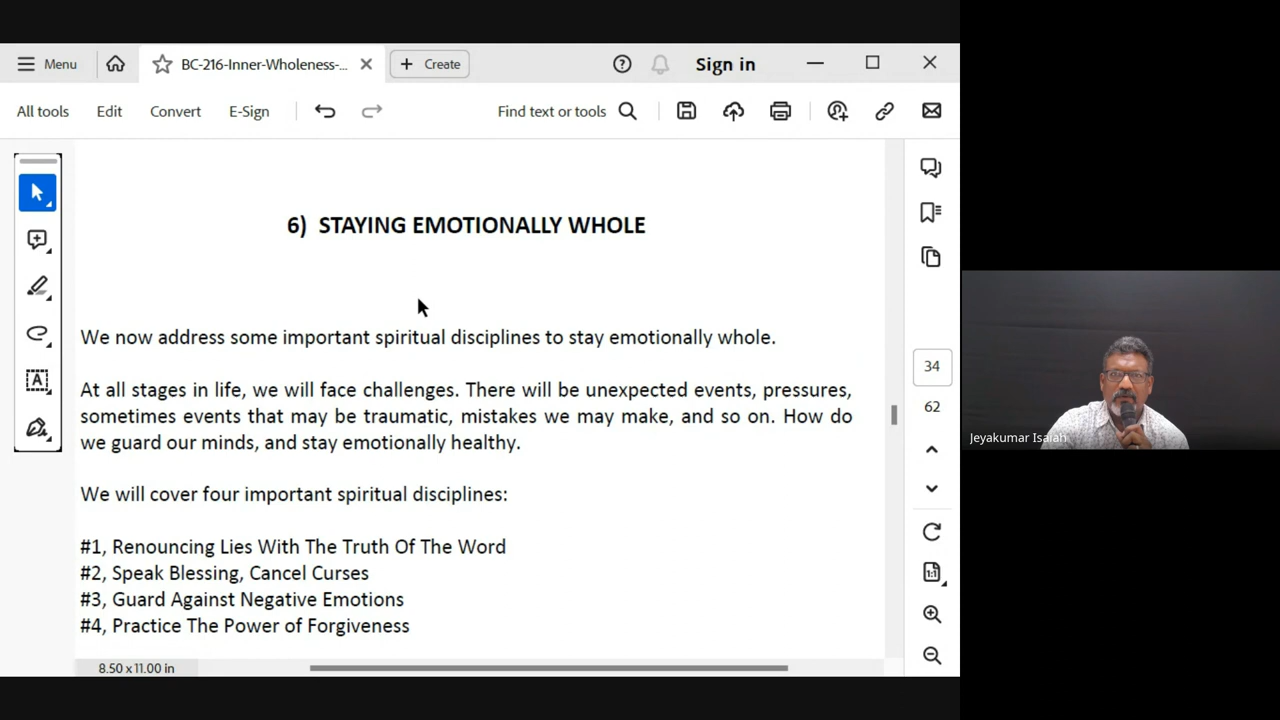 Menu
BC-216-Inner-Wholeness-...
Create
Sign in
All tools
Edit
Convert
E-Sign
Find text or tools
6) STAYING EMOTIONALLY WHOLE
We now address some important spiritual disciplines to stay emotionally whole.
At all stages in life, we will face challenges. There will be unexpected events, pressures,
sometimes events that may be traumatic, mistakes we may make, and so on. How do
we guard our minds, and stay emotionally healthy.
We will cover four important spiritual disciplines:
#1, Renouncing Lies With The Truth Of The Word
#2, Speak Blessing, Cancel Curses
#3, Guard Against Negative Emotions
#4, Practice The Power of Forgiveness
8.50 x 11.00 in
34
62
1:1
Jeyakumar Isaiah